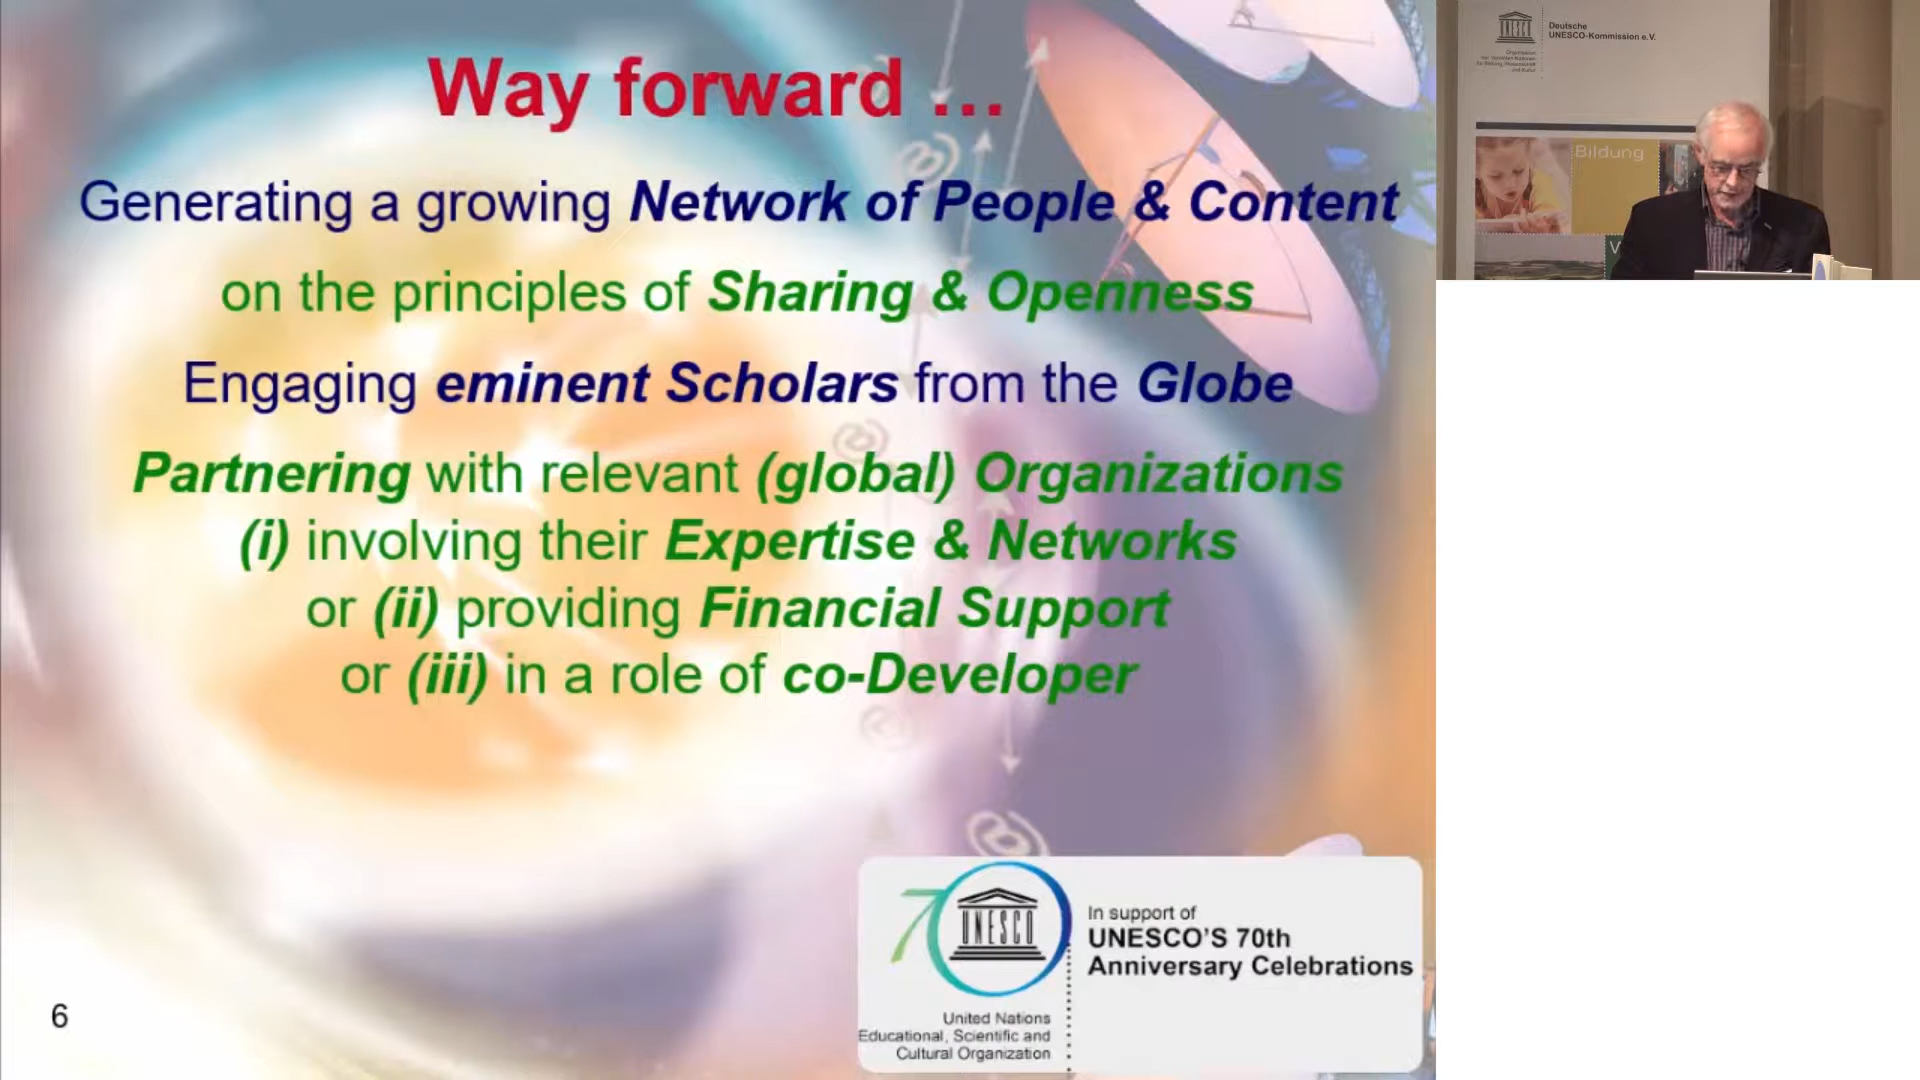 Way forward ...
Generating a growing Network of People & Content
on the principles of Sharing & Openness
Engaging eminent Scholars from the Globe
Partnering with relevant (global) Organizations
(i) involving their Expertise & Networks
or (ii) providing Financial Support
or (iii) in a role of co-Developer
6
70
UNESCO
United Nations
Educational, Scientific and
Cultural Organization
In support of
UNESCO'S 70th
Anniversary Celebrations
UNESCO
Deutsche
UNESCO-Kommission e.V.
Bildung